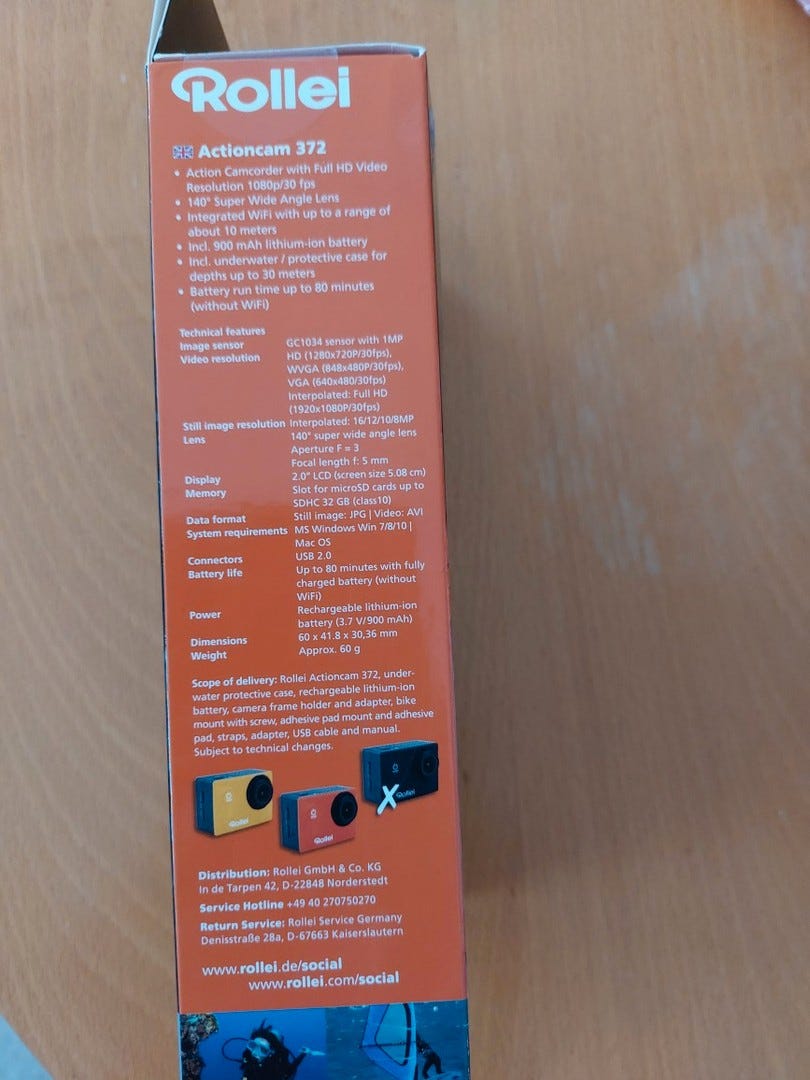 Rollei
Actioncam 372
• Action Camcorder with Full HD Video
Resolution 1080p/30 fps
• 140° Super Wide Angle Lens
• Integrated WiFi with up to a range of
about 10 meters
• Incl. 900 mAh lithium-ion battery
• Incl. underwater / protective case for
depths up to 30 meters
• Battery run time up to 80 minutes
(without WiFi)
Technical features
Image sensor GC1034 sensor with 1MP
Video resolution HD (1280x720P/30fps),
WVGA (848x480P/30fps),
VGA (640x480/30fps)
Interpolated: Full HD
(1920x1080P/30fps)
Still image resolution Interpolated: 16/12/10/8MP
Lens 140° super wide angle lens
Aperture F = 3
Focal length f: 5 mm
Display 2.0" LCD (screen size 5.08 cm)
Memory Slot for microSD cards up to
SDHC 32 GB (class10)
Data format Still image: JPG | Video: AVI
System requirements MS Windows Win 7/8/10 |
Mac OS
Connectors USB 2.0
Battery life Up to 80 minutes with fully
charged battery (without
WiFi)
Power Rechargeable lithium-ion
battery (3.7 V/900 mAh)
Dimensions 60 x 41.8 x 30,36 mm
Weight Approx. 60 g
Scope of delivery: Rollei Actioncam 372, under-
water protective case, rechargeable lithium-ion
battery, camera frame holder and adapter, bike
mount with screw, adhesive pad mount and adhesive
pad, straps, adapter, USB cable and manual.
Subject to technical changes.
Rollei
Rollei
X Rollei
Distribution: Rollei GmbH & Co. KG
In de Tarpen 42, D-22848 Norderstedt
Service Hotline +49 40 270750270
Return Service: Rollei Service Germany
Denisstraße 28a, D-67663 Kaiserslautern
www.rollei.de/social
www.rollei.com/social